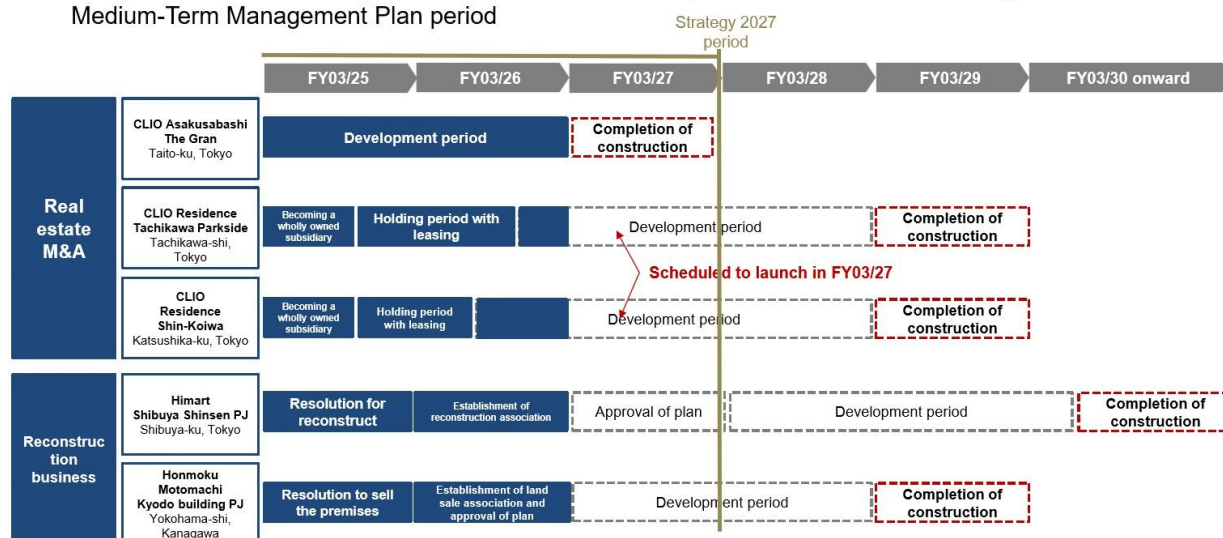 Medium-Term Management Plan period
Strategy 2027
period
FY03/25
FY03/26
FY03/27
FY03/28
FY03/29
FY03/30 onward
Real
estate
M&A
CLIO Asakusabashi
The Gran
Taito-ku, Tokyo
Development period
Completion of
construction
CLIO Residence
Tachikawa Parkside
Tachikawa-shi,
Tokyo
Becoming a
wholly owned
subsidiary
Holding period with
leasing
Development period
Completion of
construction
Scheduled to launch in FY03/27
CLIO
Residence
Shin-Koiwa
Katsushika-ku, Tokyo
Becoming a
wholly owned
subsidiary
Holding period
with leasing
Development period
Completion of
construction
Reconstruc
tion
business
Himart
Shibuya Shinsen PJ
Shibuya-ku, Tokyo
Resolution for
reconstruct
Establishment of
reconstruction association
Approval of plan
Development period
Completion of
construction
Honmoku
Motomachi
Kyodo building PJ
Yokohama-shi,
Kanagawa
Resolution to sell
the premises
Establishment of land
sale association and
approval of plan
Development period
Completion of
construction